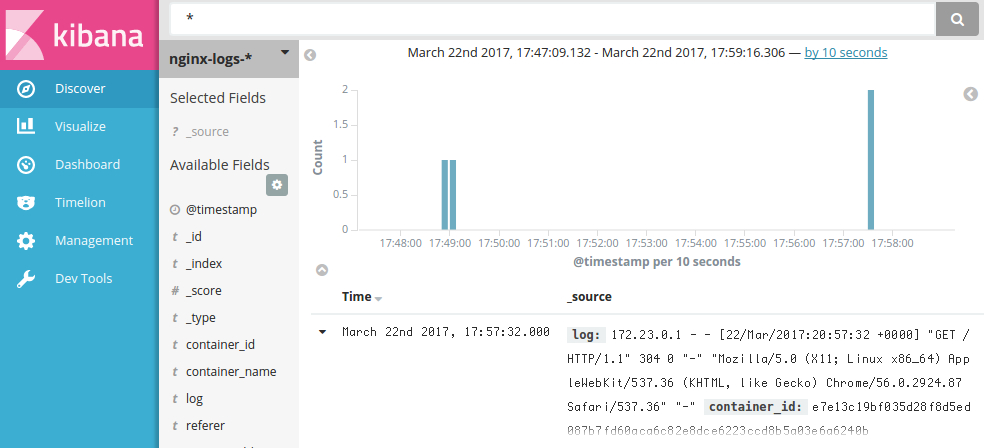 kibana
Discover
Visualize
Dashboard
Timelion
Management
Dev Tools
*
nginx-logs-*
Selected Fields
? _source
Available Fields
@timestamp
t _id
t _index
# _score
t _type
t container_id
t container_name
t log
t referer
March 22nd 2017, 17:47:09.132 - March 22nd 2017, 17:59:16.306 — by 10 seconds
Count
2
1.5
1
0.5
0
17:48:00 17:49:00 17:50:00 17:51:00 17:52:00 17:53:00 17:54:00 17:55:00 17:56:00 17:57:00 17:58:00
@timestamp per 10 seconds
Time _source
March 22nd 2017, 17:57:32.000
log: 172.23.0.1 - - [22/Mar/2017:20:57:32 +0000] "GET /
HTTP/1.1" 304 0 "-" "Mozilla/5.0 (X11; Linux x86_64) App
leWebKit/537.36 (KHTML, like Gecko) Chrome/56.0.2924.87
Safari/537.36" "-" container_id: e7e13c19bf035d28f8d5ed
087b7fd60aca6c82e8dce6223ccd8b5a03e6a6240b